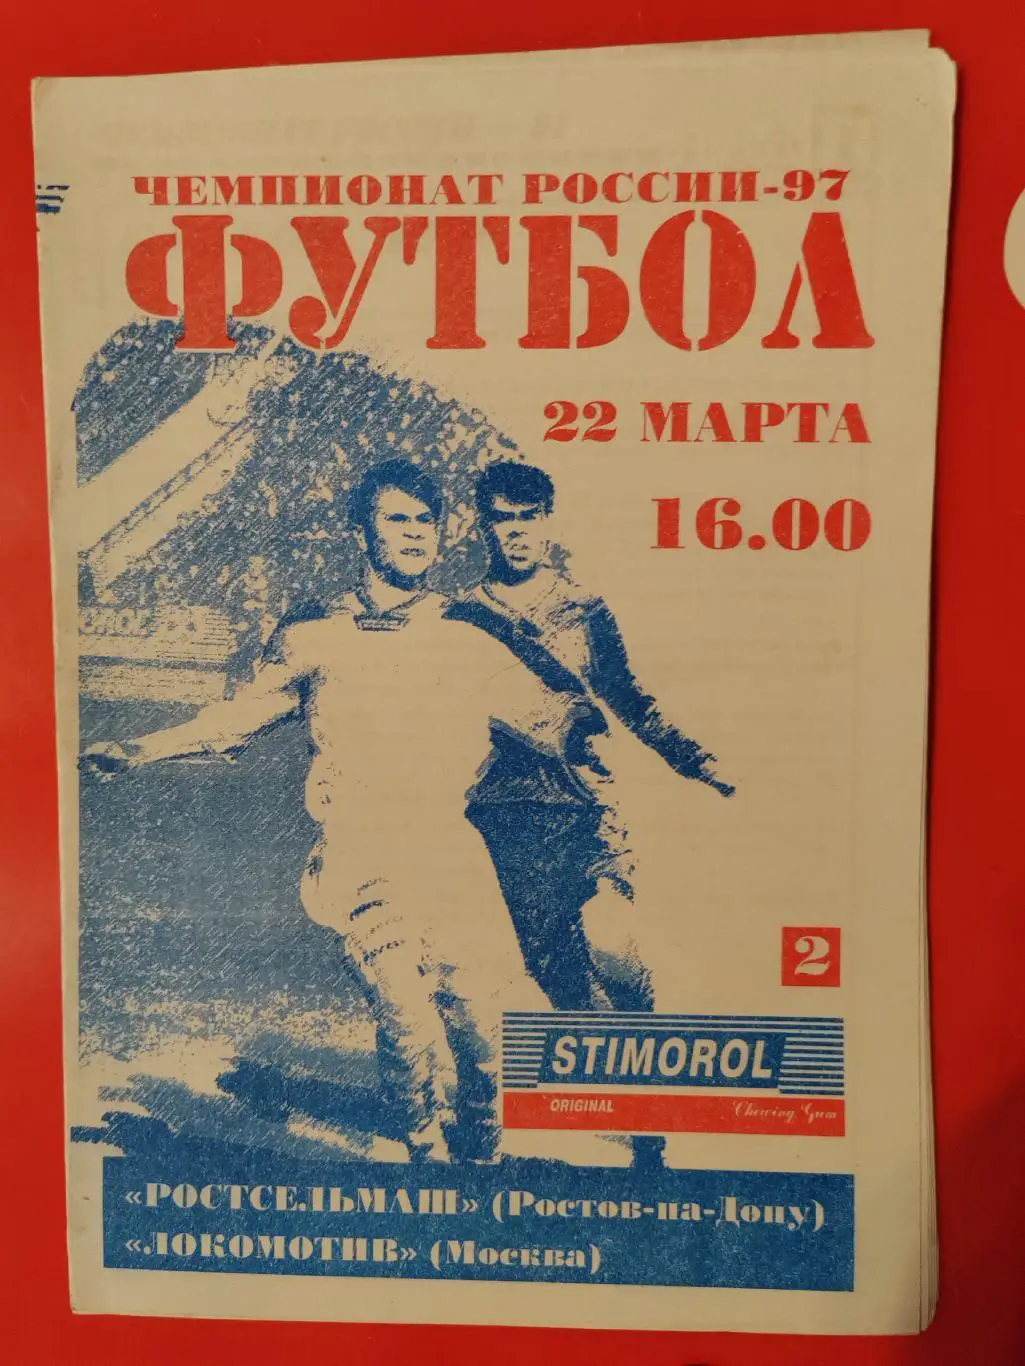 ЧЕМПИОНАТ РОССИИ-97
ФУТБОЛ
22 МАРТА
16.00
2
STIMOROL
ORIGINAL Chewing Gum
«РОСТСЕЛЬМАШ» (Ростов-на-Дону)
«ЛОКОМОТИВ» (Москва)